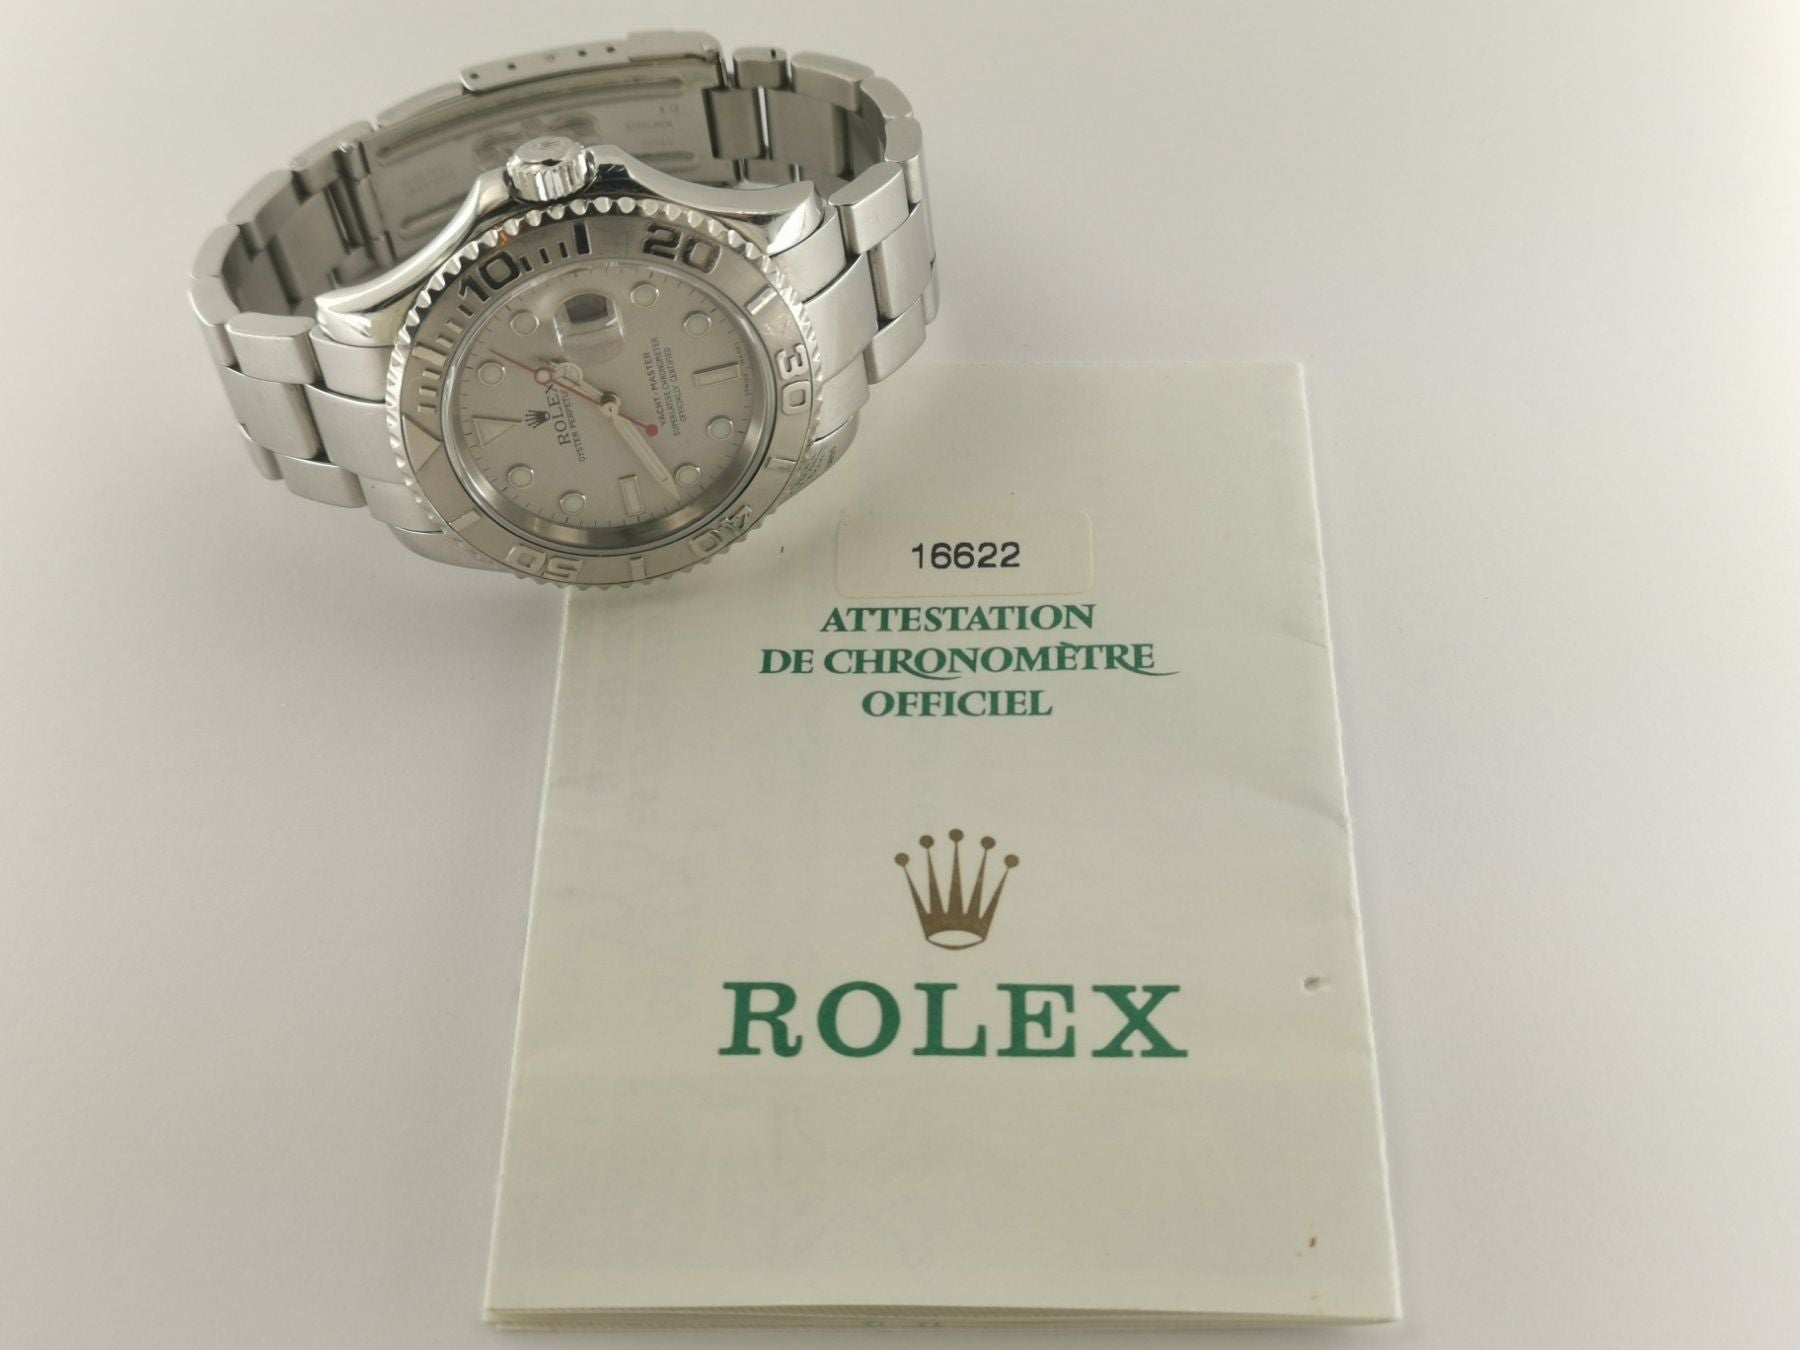 10
20
30
40
50
ROLEX
OYSTER PERPETU
YACHT-MASTER
SUPERLATIVE CHRONOMETER
OFFICIALLY CERTIFIED
16622
ATTESTATION
DE CHRONOMÈTRE
OFFICIEL
ROLEX